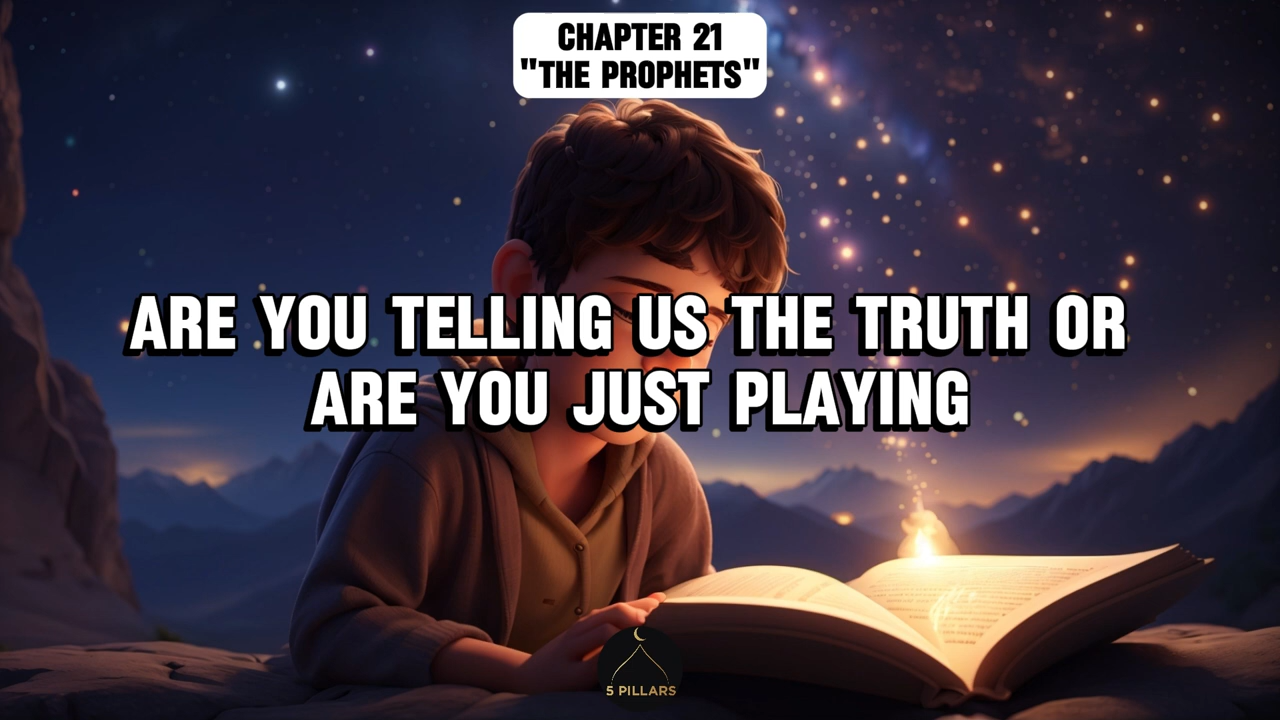 CHAPTER 21
"THE PROPHETS"
ARE YOU TELLING US THE TRUTH OR
ARE YOU JUST PLAYING
5 PILLARS